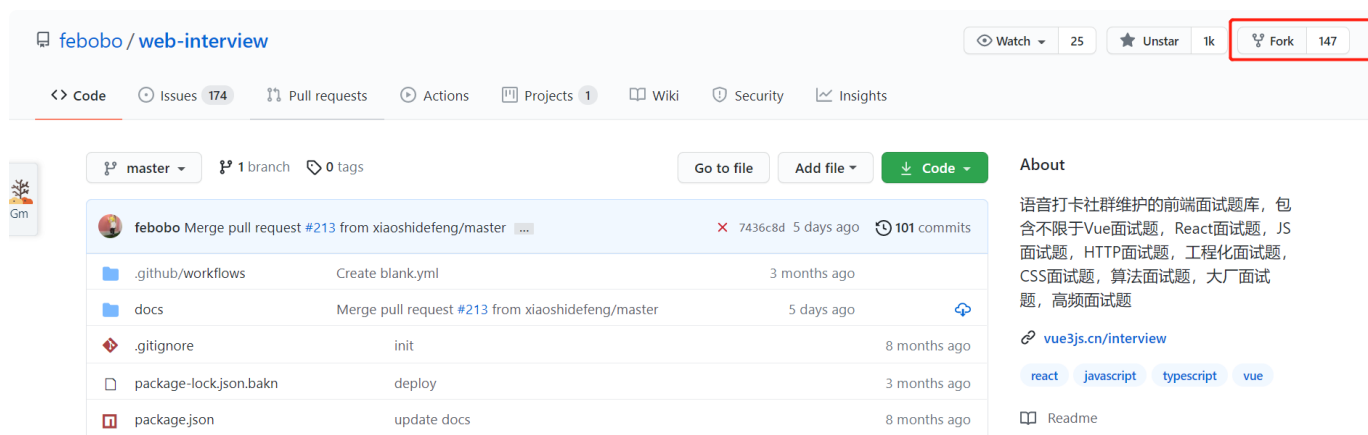 febobo / web-interview
Watch 25 Unstar 1k Fork 147
Code Issues 174 Pull requests Actions Projects 1 Wiki Security Insights
master 1 branch 0 tags Go to file Add file Code
Gm
febobo Merge pull request #213 from xiaoshidefeng/master ... 7436c8d 5 days ago 101 commits
.github/workflows Create blank.yml 3 months ago
docs Merge pull request #213 from xiaoshidefeng/master 5 days ago
.gitignore init 8 months ago
package-lock.json.bakn deploy 3 months ago
package.json update docs 8 months ago
About
语音打卡社群维护的前端面试题库，包
含不限于Vue面试题，React面试题，JS
面试题，HTTP面试题，工程化面试题，
CSS面试题，算法面试题，大厂面试
题，高频面试题
vue3js.cn/interview
react javascript typescript vue
Readme